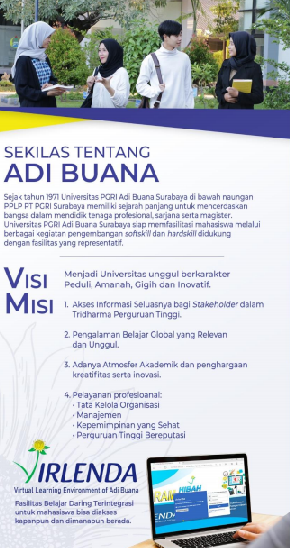 SEKILAS TENTANG
ADI BUANA
Sejak tahun 1971 Universitas PGRI Adi Buana Surabaya di bawah naungan
PPLP PT PGRI Surabaya memiliki sejarah panjang untuk mencerdaskan
bangsa dalam mendidik tenaga profesional, sarjana serta magister.
Universitas PGRI Adi Buana Surabaya siap memfasilitasi mahasiswa melalui
berbagai kegiatan pengembangan softskill dan hardskill didukung
dengan fasilitas yang representatif.
VISI
Menjadi Universitas unggul berkarakter
Peduli, Amanah, Gigih dan Inovatif.
MISI
1. Akses Informasi Seluasnya bagi Stakeholder dalam
Tridharma Perguruan Tinggi.
2. Pengalaman Belajar Global yang Relevan
dan Unggul.
3. Adanya Atmosfer Akademik dan penghargaan
kreatifitas serta inovasi.
4. Pelayanan profesioanal:
• Tata Kelola Organisasi
• Manajemen
• Kepemimpinan yang Sehat
• Perguruan Tinggi Bereputasi
VIRLENDA
Virtual Learning Environment of Adi Buana
Fasilitas Belajar Daring Terintegrasi
untuk mahasiswa bisa diakses
kapanpun dan dimanapun berada.
HIBAH